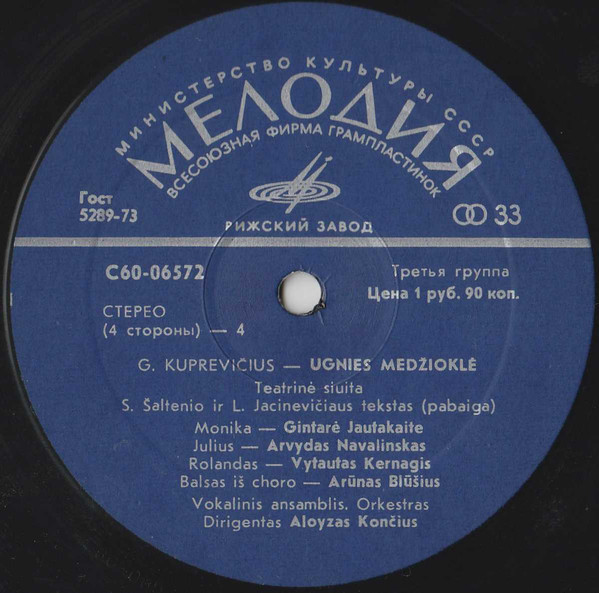 МИНИСТЕРСТВО КУЛЬТУРЫ СССР
МЕЛОДИЯ
ВСЕСОЮЗНАЯ ФИРМА ГРАМПЛАСТИНОК
Гост
5289-73
33
РИЖСКИЙ ЗАВОД
С60-06572
Третья группа
Цена 1 руб. 90 коп.
СТЕРЕО
(4 стороны) — 4
G. KUPREVIČIUS — UGNIES MEDŽIOKLĖ
Teatrinė siuita
S. Šaltenio ir L. Jacinevičiaus tekstas (pabaiga)
Monika — Gintarė Jautakaite
Julius — Arvydas Navalinskas
Rolandas — Vytautas Kernagis
Balsas iš choro — Arūnas Blūšius
Vokalinis ansamblis. Orkestras
Dirigentas Aloyzas Končius